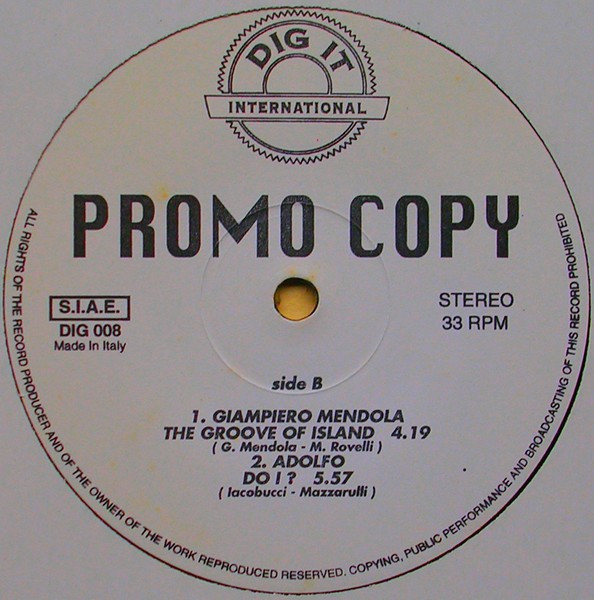 DIG IT
INTERNATIONAL
PROMO COPY
S.I.A.E.
DIG 008
Made In Italy
STEREO
33 RPM
side B
1. GIAMPIERO MENDOLA
THE GROOVE OF ISLAND 4.19
( G. Mendola - M. Rovelli )
2. ADOLFO
DO I ? 5.57
( Iacobucci - Mazzarulli )
ALL RIGHTS OF THE RECORD PRODUCER AND OF THE OWNER OF THE WORK REPRODUCED RESERVED. COPYING, PUBLIC PERFORMANCE AND BROADCASTING OF THIS RECORD PROHIBITED